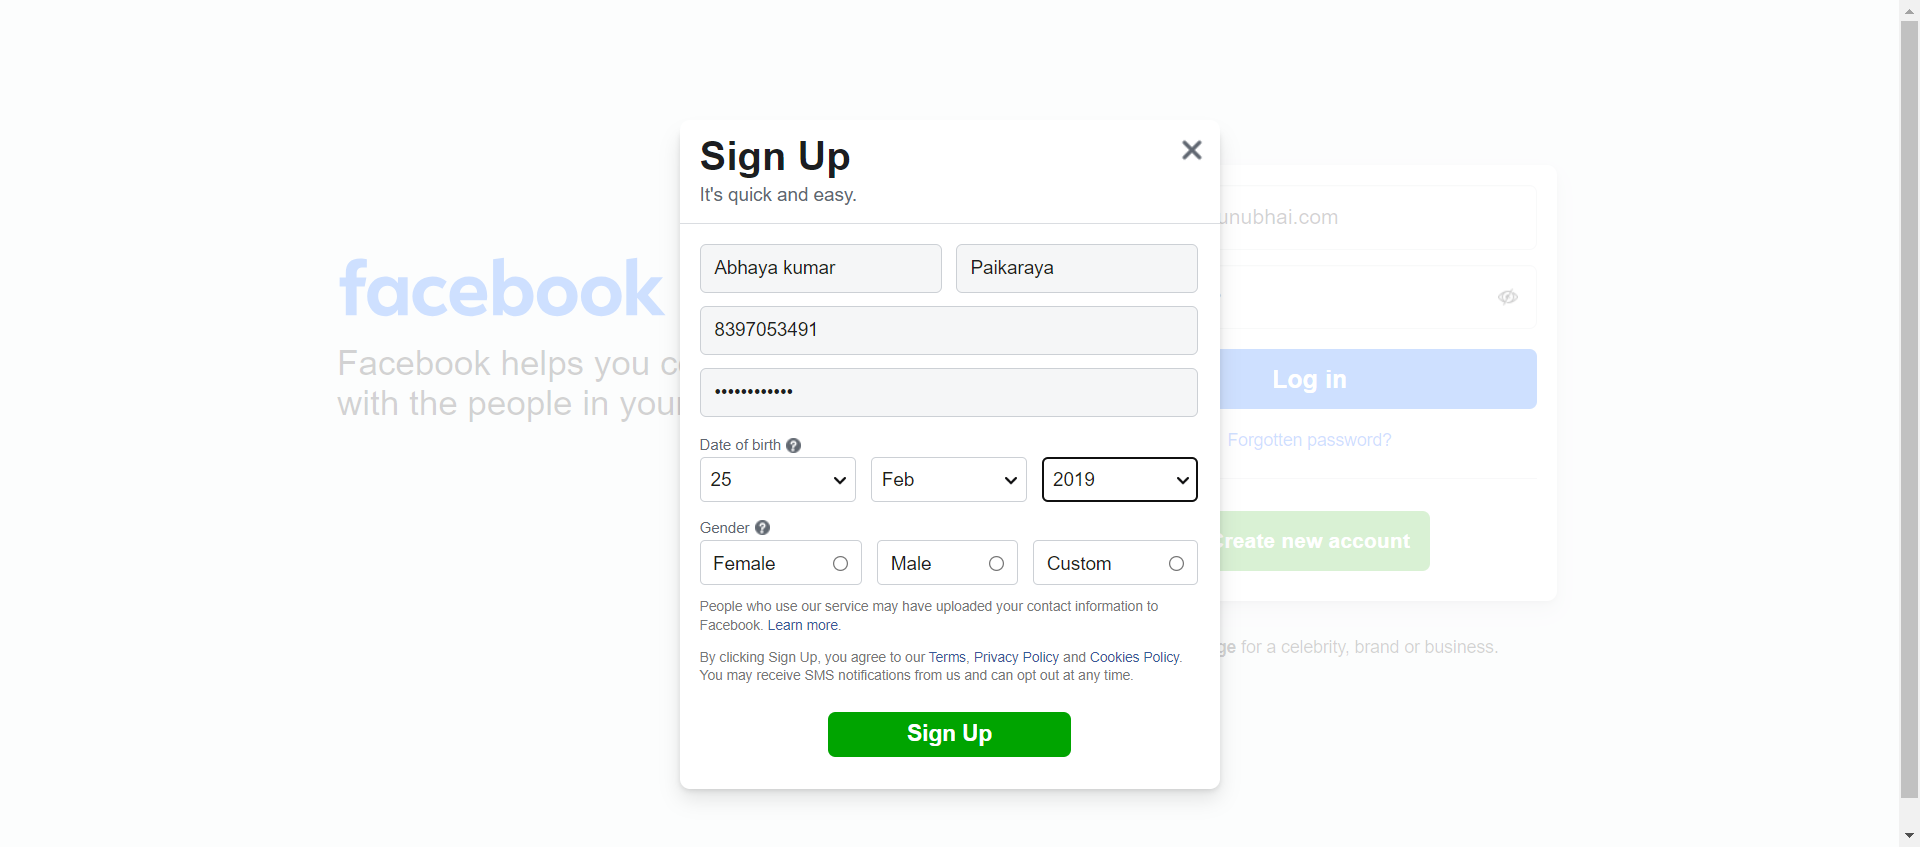 Sign Up
It's quick and easy.
Abhaya kumar Paikaraya
8397053491
••••••••••••
Date of birth ?
25 Feb 2019
Gender ?
Female Male Custom
People who use our service may have uploaded your contact information to
Facebook. Learn more.
By clicking Sign Up, you agree to our Terms, Privacy Policy and Cookies Policy.
You may receive SMS notifications from us and can opt out at any time.
Sign Up
facebook
Facebook helps you
with the people in
unubhai.com
Log in
Forgotten password?
Create new account
for a celebrity, brand or business.